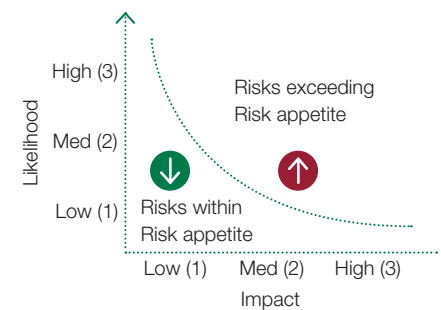 High (3)
Risks exceeding
Risk appetite
Likelihood
Med (2)
Low (1)
Risks within
Risk appetite
Low (1)
Med (2)
High (3)
Impact